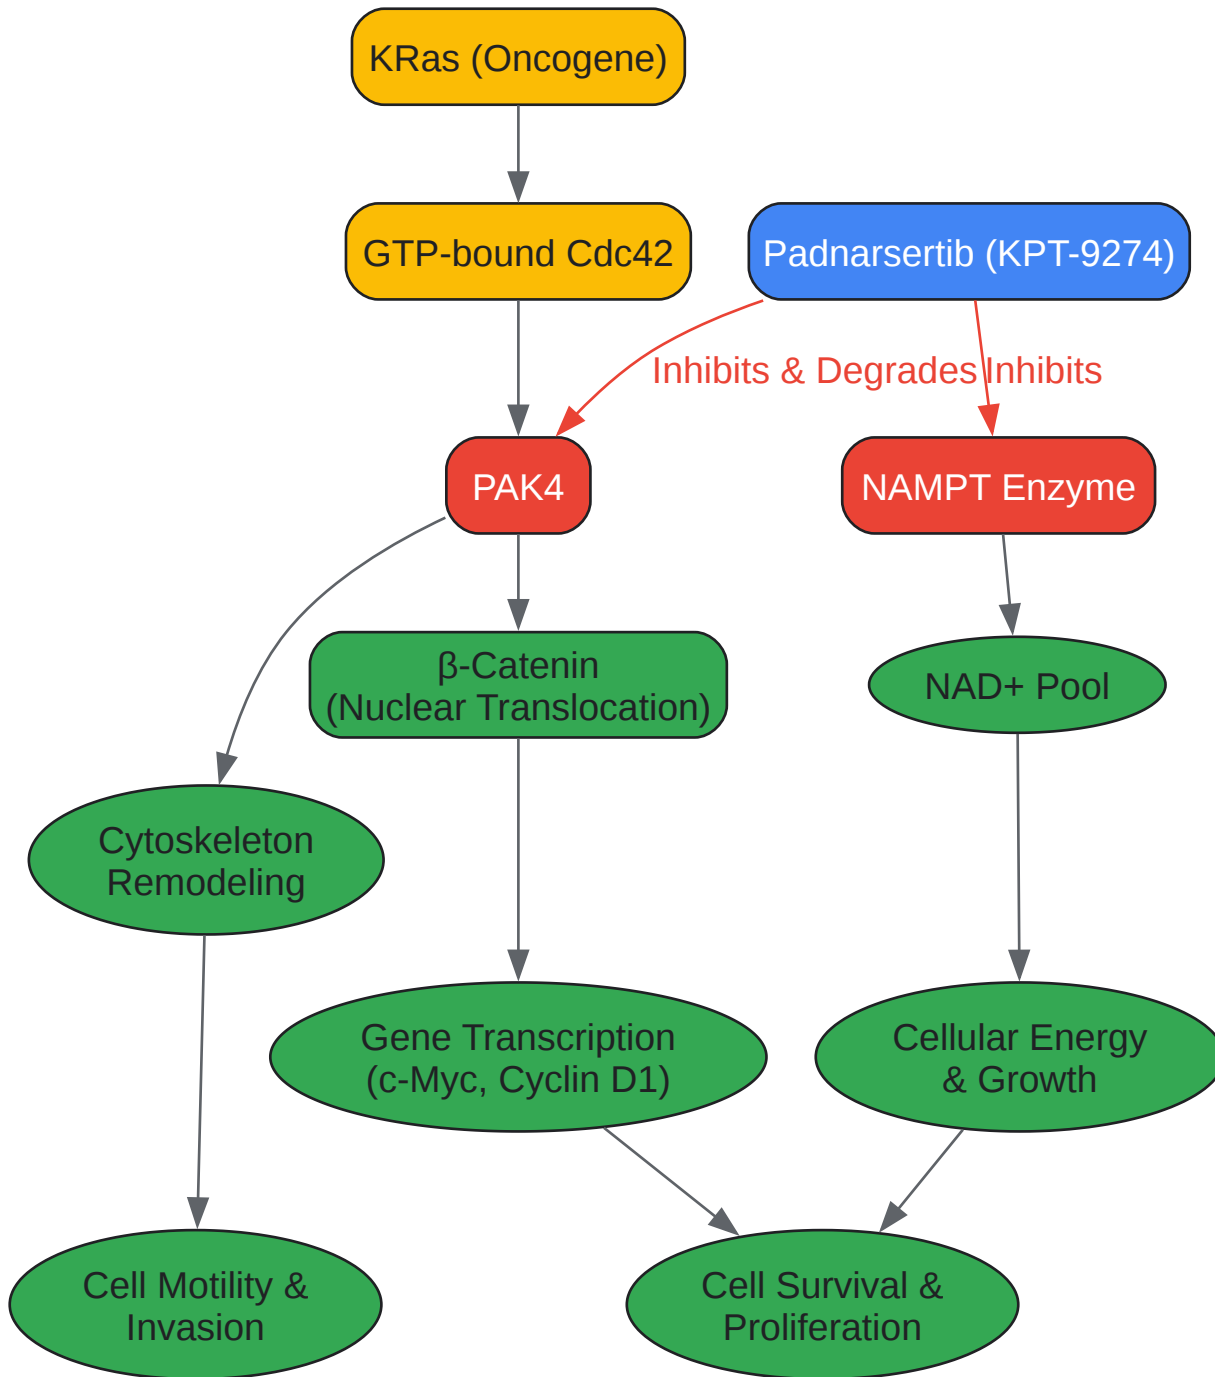 KRas (Oncogene)
GTP-bound Cdc42
Padnarsertib (KPT-9274)
Inhibits & Degrades
Inhibits
PAK4
NAMPT Enzyme
β-Catenin
(Nuclear Translocation)
NAD+ Pool
Cytoskeleton
Remodeling
Gene Transcription
(c-Myc, Cyclin D1)
Cellular Energy
& Growth
Cell Motility &
Invasion
Cell Survival &
Proliferation